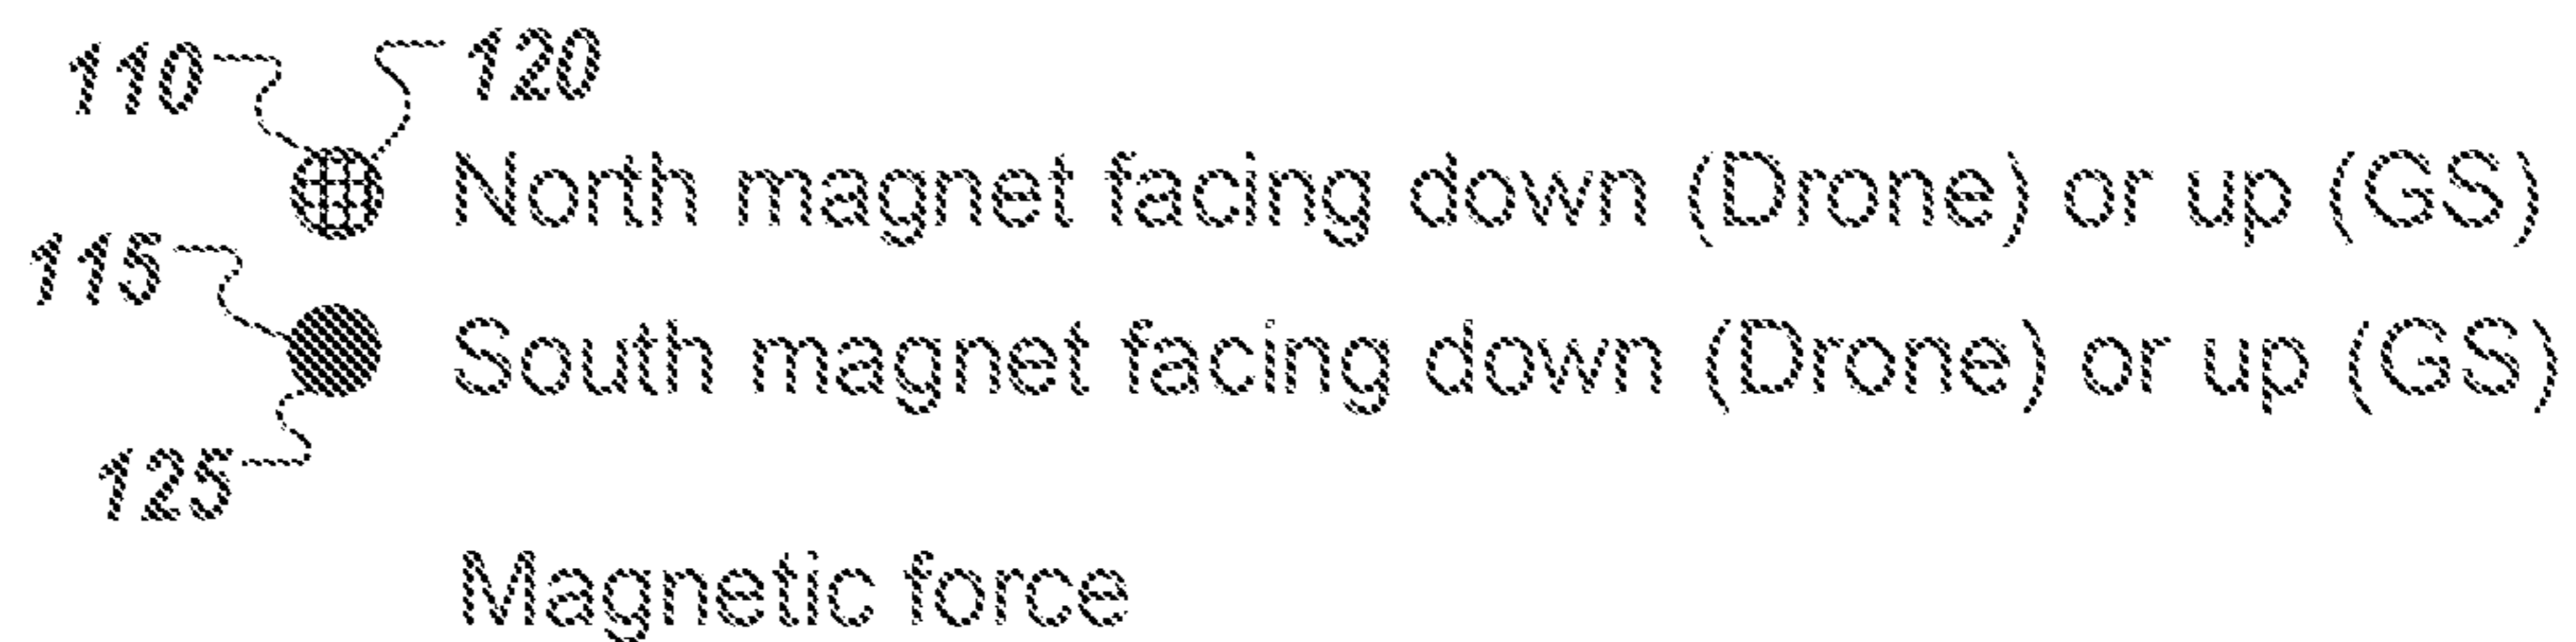 110 120
North magnet facing down (Drone) or up (GS)
115
South magnet facing down (Drone) or up (GS)
125
Magnetic force